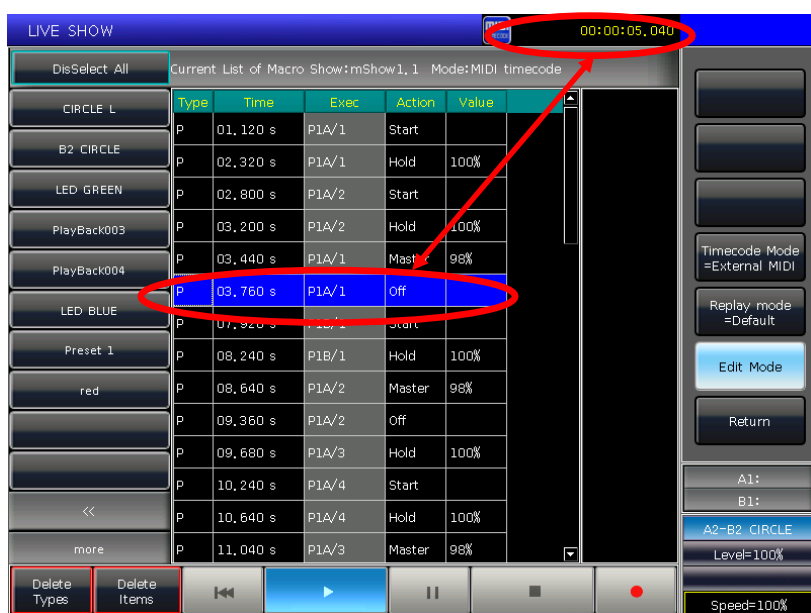 LIVE SHOW
00:00:05.040
DisSelect All
Current List of Macro Show:mShow1.1 Mode:MIDI timecode
CIRCLE L
B2 CIRCLE
LED GREEN
PlayBack003
PlayBack004
LED BLUE
Preset 1
red
<<
more
Type Time Exec Action Value
P 01.120 s P1A/1 Start
P 02.320 s P1A/1 Hold 100%
P 02.800 s P1A/2 Start
P 03.200 s P1A/2 Hold 100%
P 03.440 s P1A/1 Master 98%
P 03.760 s P1A/1 Off
P 07.920 s P1B/1 Start
P 08.240 s P1B/1 Hold 100%
P 08.640 s P1A/2 Master 98%
P 09.360 s P1A/2 Off
P 09.680 s P1A/3 Hold 100%
P 10.240 s P1A/4 Start
P 10.640 s P1A/4 Hold 100%
P 11.040 s P1A/3 Master 98%
Timecode Mode
=External MIDI
Replay mode
=Default
Edit Mode
Return
A1:
B1:
A2-B2 CIRCLE
Level=100%
Speed=100%
Delete
Types
Delete
Items